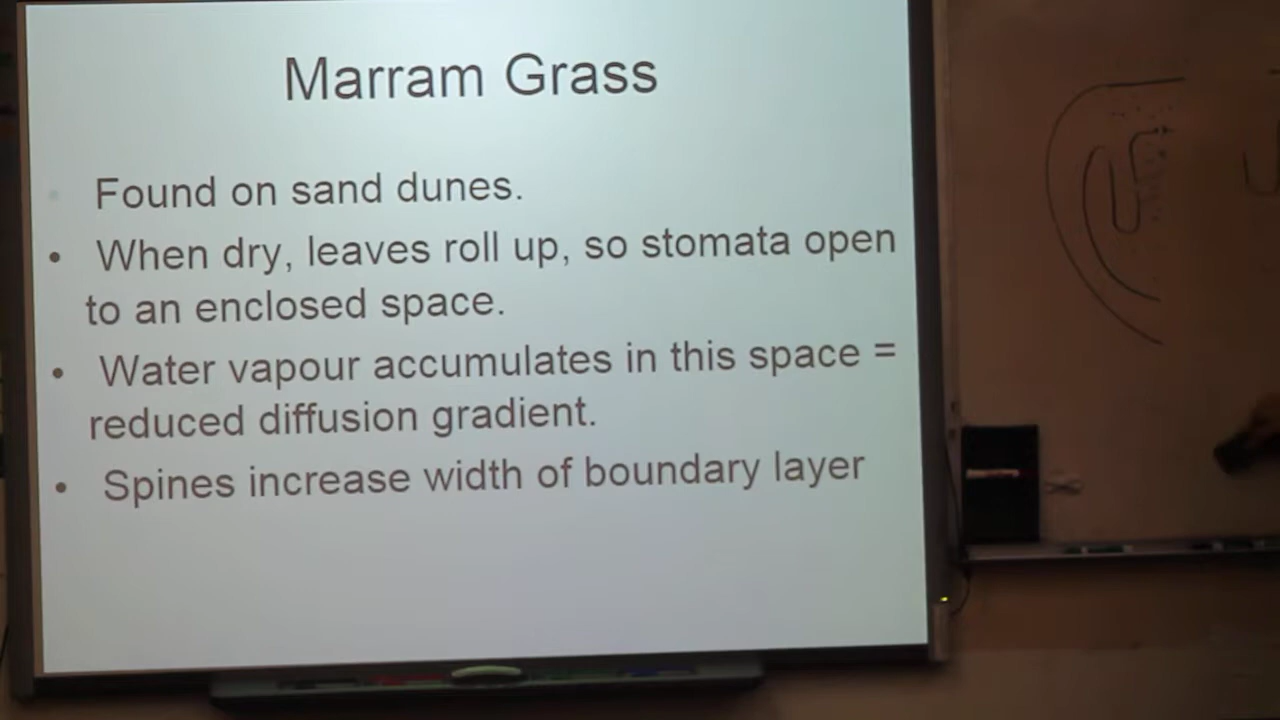 Marram Grass
• Found on sand dunes.
• When dry, leaves roll up, so stomata open
to an enclosed space.
• Water vapour accumulates in this space =
reduced diffusion gradient.
• Spines increase width of boundary layer